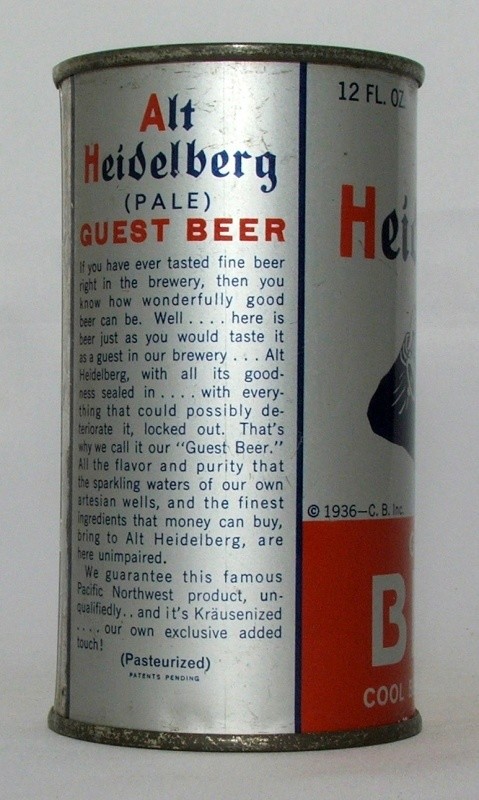 Alt
Heidelberg
(PALE)
GUEST BEER
If you have ever tasted fine beer
right in the brewery, then you
know how wonderfully good
beer can be. Well . . . . here is
beer just as you would taste it
as a guest in our brewery . . . Alt
Heidelberg, with all its good-
ness sealed in . . . . with every-
thing that could possibly de-
teriorate it, locked out. That's
why we call it our "Guest Beer."
All the flavor and purity that
the sparkling waters of our own
artesian wells, and the finest
ingredients that money can buy,
bring to Alt Heidelberg, are
here unimpaired.
We guarantee this famous
Pacific Northwest product, un-
qualifiedly . . and it's Kräusenized
. . . . our own exclusive added
touch!
(Pasteurized)
PATENTS PENDING
12 FL. OZ.
Hei
© 1936—C. B. Inc.
B
COOL